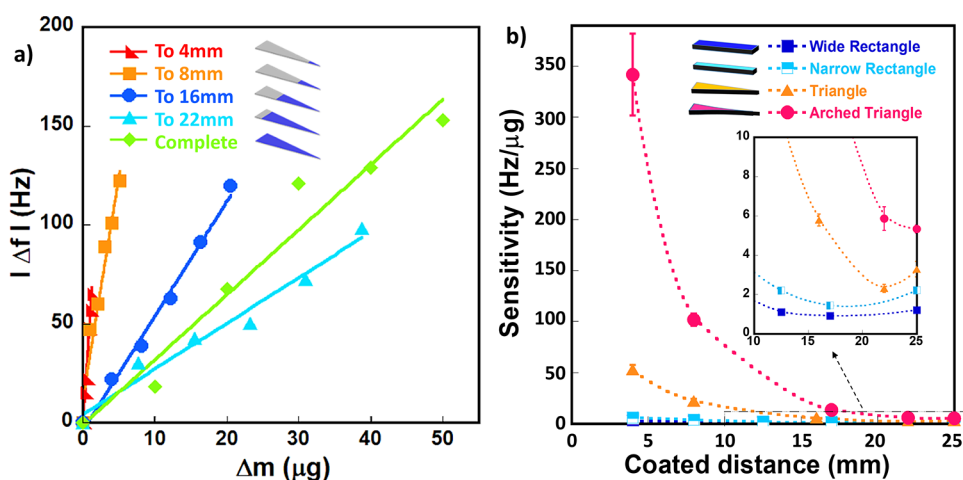 a)
200
150
100
50
0
0
10
20
30
40
50
| Δf | (Hz)
Δm (μg)
To 4mm
To 8mm
To 16mm
To 22mm
Complete
b)
350
300
250
200
150
100
50
0
0
5
10
15
20
25
Sensitivity (Hz/μg)
Coated distance (mm)
Wide Rectangle
Narrow Rectangle
Triangle
Arched Triangle
10
8
6
4
2
0
10
15
20
25